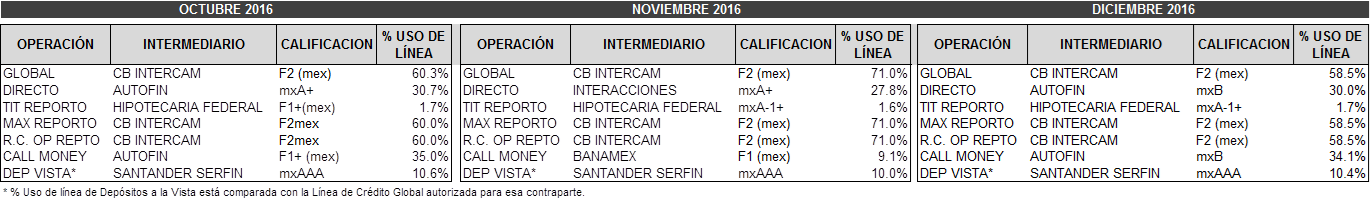 OCTUBRE 2016 NOVIEMBRE 2016 DICIEMBRE 2016
OPERACIÓN INTERMEDIARIO CALIFICACION % USO DE LÍNEA OPERACIÓN INTERMEDIARIO CALIFICACIÓN % USO DE LÍNEA OPERACIÓN INTERMEDIARIO CALIFICACIÓN % USO DE LÍNEA
GLOBAL CB INTERCAM F2 (mex) 60.3% GLOBAL CB INTERCAM F2 (mex) 71.0% GLOBAL CB INTERCAM F2 (mex) 58.5%
DIRECTO AUTOFIN mxA+ 30.7% DIRECTO INTERACCIONES mxA+ 27.8% DIRECTO AUTOFIN mxB 30.0%
TIT REPORTO HIPOTECARIA FEDERAL F1+(mex) 1.7% TIT REPORTO HIPOTECARIA FEDERAL mxA-1+ 1.6% TIT REPORTO HIPOTECARIA FEDERAL mxA-1+ 1.7%
MAX REPORTO CB INTERCAM F2mex 60.0% MAX REPORTO CB INTERCAM F2 (mex) 71.0% MAX REPORTO CB INTERCAM F2 (mex) 58.5%
R.C. OP REPTO CB INTERCAM F2mex 60.0% R.C. OP REPTO CB INTERCAM F2 (mex) 71.0% R.C. OP REPTO CB INTERCAM F2 (mex) 58.5%
CALL MONEY AUTOFIN F1+ (mex) 35.0% CALL MONEY BANAMEX F1 (mex) 9.1% CALL MONEY AUTOFIN mxB 34.1%
DEP VISTA* SANTANDER SERFIN mxAAA 10.6% DEP VISTA* SANTANDER SERFIN mxAAA 10.0% DEP VISTA* SANTANDER SERFIN mxAAA 10.4%
* % Uso de línea de Depósitos a la Vista está comparada con la Línea de Crédito Global autorizada para esa contraparte.